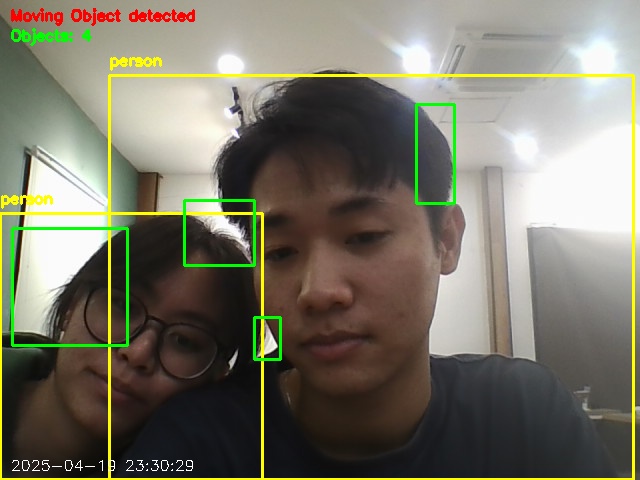 Moving Object detected
Objects: 4
person
person
2025-04-19 23:30:29